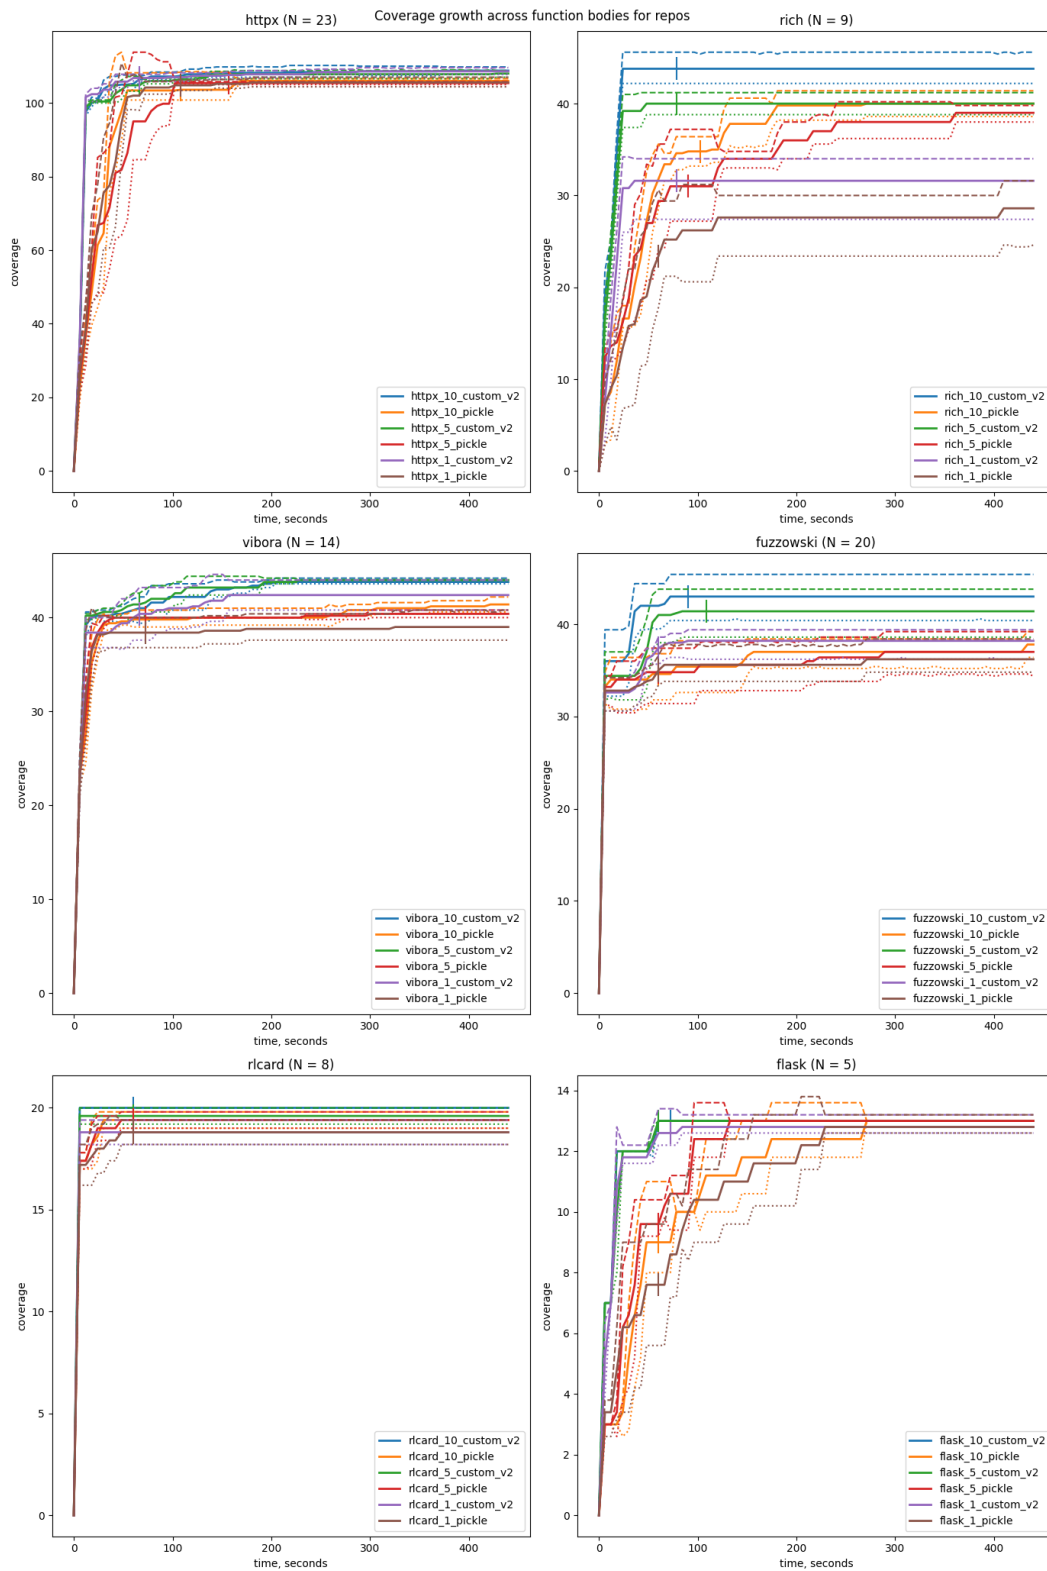 Coverage growth across function bodies for repos
httpx (N = 23)
100
80
60
40
20
0
coverage
0 100 200 300 400
time, seconds
httpx_10_custom_v2
httpx_10_pickle
httpx_5_custom_v2
httpx_5_pickle
httpx_1_custom_v2
httpx_1_pickle
rich (N = 9)
40
30
20
10
0
coverage
0 100 200 300 400
time, seconds
rich_10_custom_v2
rich_10_pickle
rich_5_custom_v2
rich_5_pickle
rich_1_custom_v2
rich_1_pickle
vibora (N = 14)
40
30
20
10
0
coverage
0 100 200 300 400
time, seconds
vibora_10_custom_v2
vibora_10_pickle
vibora_5_custom_v2
vibora_5_pickle
vibora_1_custom_v2
vibora_1_pickle
fuzzowski (N = 20)
40
30
20
10
0
coverage
0 100 200 300 400
time, seconds
fuzzowski_10_custom_v2
fuzzowski_10_pickle
fuzzowski_5_custom_v2
fuzzowski_5_pickle
fuzzowski_1_custom_v2
fuzzowski_1_pickle
rlcard (N = 8)
20
15
10
5
0
coverage
0 100 200 300 400
time, seconds
rlcard_10_custom_v2
rlcard_10_pickle
rlcard_5_custom_v2
rlcard_5_pickle
rlcard_1_custom_v2
rlcard_1_pickle
flask (N = 5)
14
12
10
8
6
4
2
0
coverage
0 100 200 300 400
time, seconds
flask_10_custom_v2
flask_10_pickle
flask_5_custom_v2
flask_5_pickle
flask_1_custom_v2
flask_1_pickle